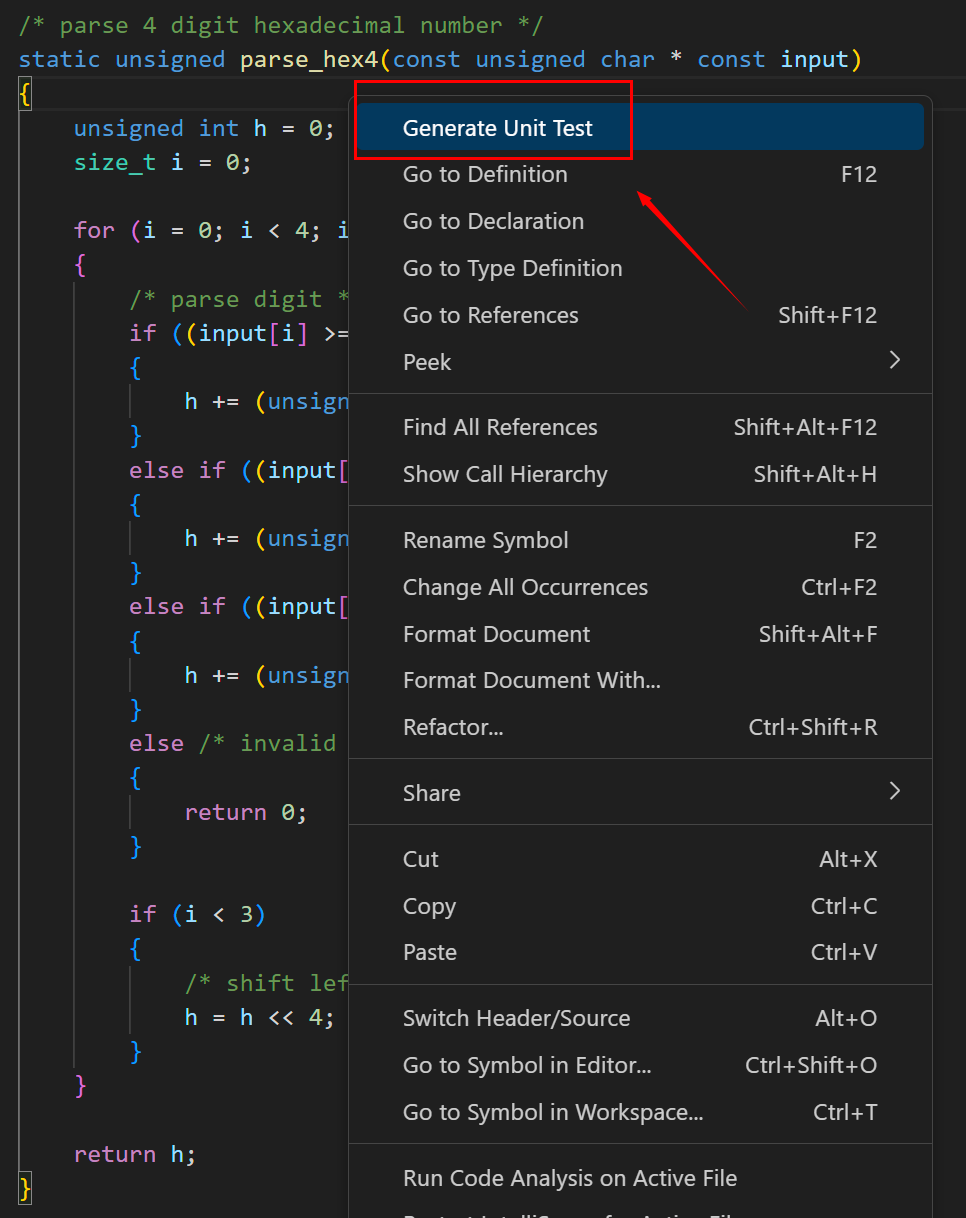 /* parse 4 digit hexadecimal number */
static unsigned parse_hex4(const unsigned char * const input)
{
unsigned int h = 0;
size_t i = 0;
for (i = 0; i < 4; i
{
/* parse digit *
if ((input[i] >=
{
h += (unsign
}
else if ((input[
{
h += (unsign
}
else if ((input[
{
h += (unsign
}
else /* invalid
{
return 0;
}
if (i < 3)
{
/* shift lef
h = h << 4;
}
}
return h;
}
Generate Unit Test
Go to Definition F12
Go to Declaration
Go to Type Definition
Go to References Shift+F12
Peek
Find All References Shift+Alt+F12
Show Call Hierarchy Shift+Alt+H
Rename Symbol F2
Change All Occurrences Ctrl+F2
Format Document Shift+Alt+F
Format Document With...
Refactor... Ctrl+Shift+R
Share
Cut Alt+X
Copy Ctrl+C
Paste Ctrl+V
Switch Header/Source Alt+O
Go to Symbol in Editor... Ctrl+Shift+O
Go to Symbol in Workspace... Ctrl+T
Run Code Analysis on Active File